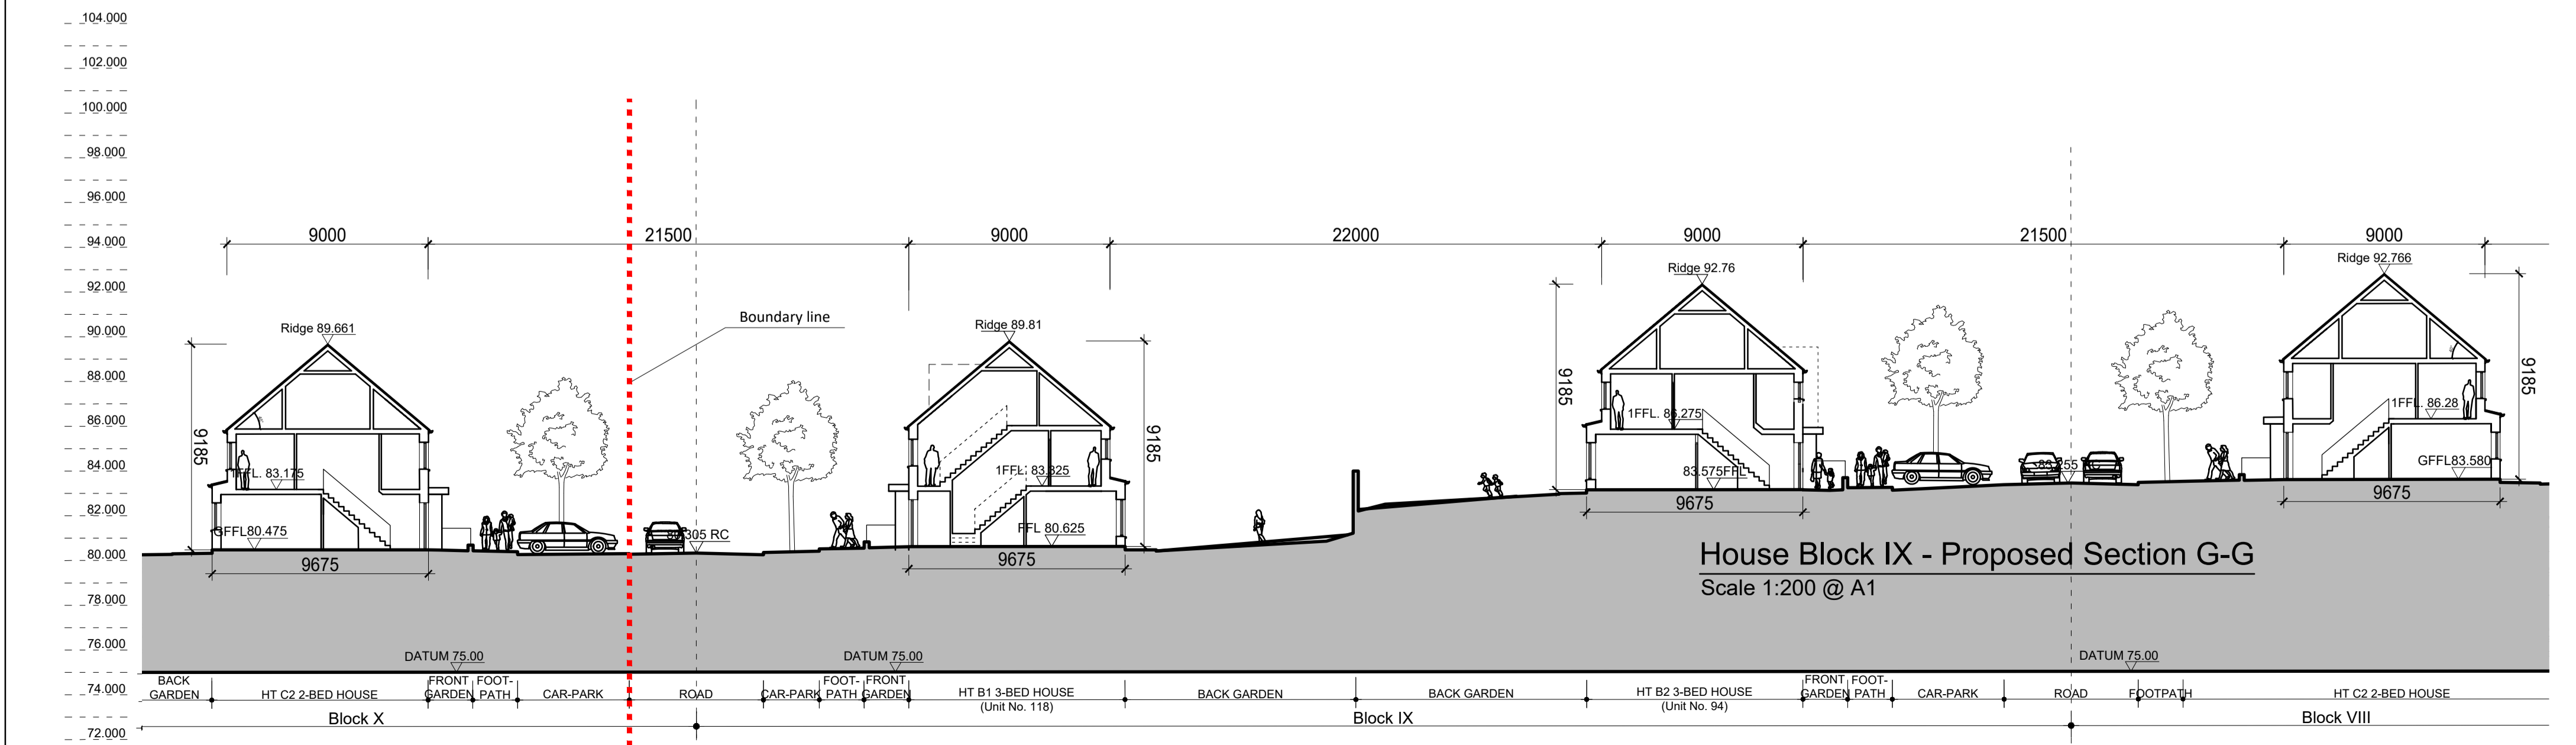 104.000
102.000
100.000
98.000
96.000
94.000
92.000
90.000
88.000
86.000
84.000
82.000
80.000
78.000
76.000
74.000
72.000
9000
21500
9000
22000
9000
21500
9000
Boundary line
Ridge 89.661
Ridge 89.81
Ridge 92.76
Ridge 92.766
9185
9185
9185
9185
1FFL. 83.175
GFFL80.475
1FFL. 83.325
FFL 80.625
1FFL. 86.275
83.575FFL
1FFL. 86.28
GFFL83.580
305 RC
9675
9675
9675
9675
House Block IX - Proposed Section G-G
Scale 1:200 @ A1
DATUM 75.00
DATUM 75.00
DATUM 75.00
BACK
GARDEN
HT C2 2-BED HOUSE
FRONT
GARDEN
FOOT-
PATH
CAR-PARK
ROAD
CAR-PARK
FOOT-
PATH
FRONT
GARDEN
HT B1 3-BED HOUSE
(Unit No. 118)
BACK GARDEN
BACK GARDEN
HT B2 3-BED HOUSE
(Unit No. 94)
FRONT
GARDEN
FOOT-
PATH
CAR-PARK
ROAD
FOOTPATH
HT C2 2-BED HOUSE
Block X
Block IX
Block VIII